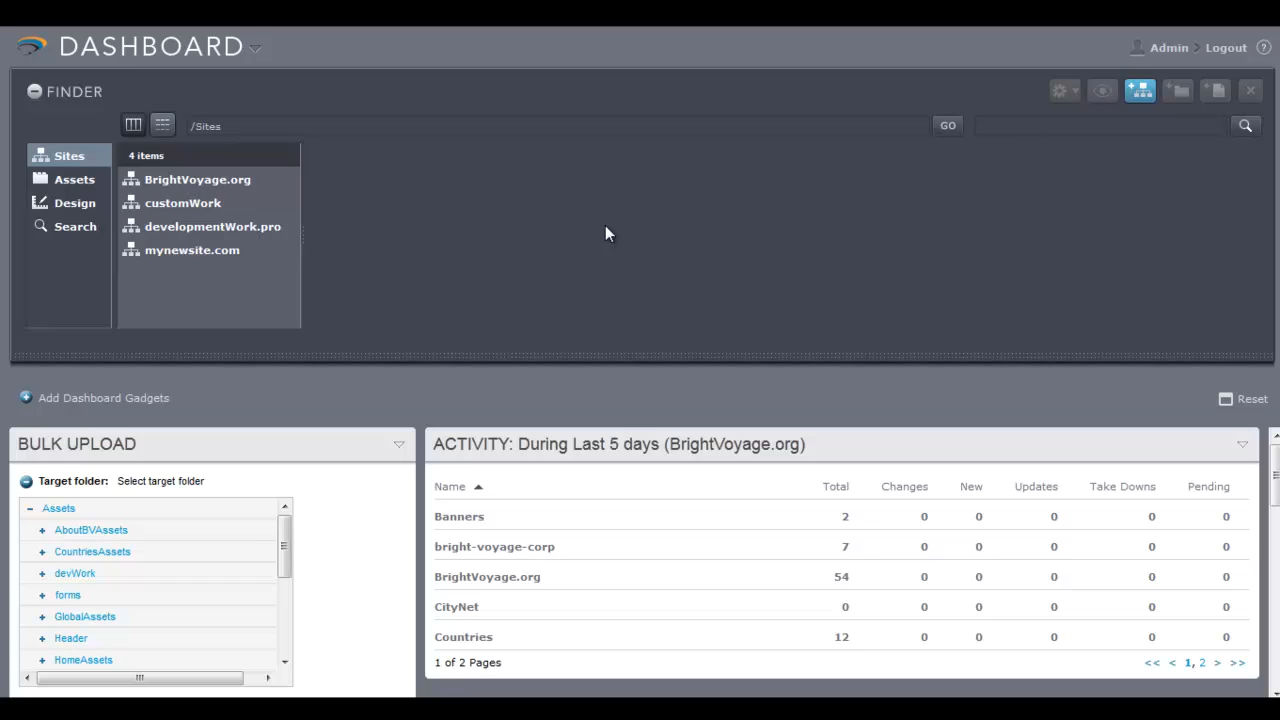 DASHBOARD
Admin > Logout ?
FINDER
/Sites
GO
Sites
Assets
Design
Search
4 items
BrightVoyage.org
customWork
developmentWork.pro
mynewsite.com
Add Dashboard Gadgets
Reset
BULK UPLOAD
Target folder: Select target folder
Assets
AboutBVAssets
CountriesAssets
devWork
forms
GlobalAssets
Header
HomeAssets
ACTIVITY: During Last 5 days (BrightVoyage.org)
Name Total Changes New Updates Take Downs Pending
Banners 2 0 0 0 0 0
bright-voyage-corp 7 0 0 0 0 0
BrightVoyage.org 54 0 0 0 0 0
CityNet 0 0 0 0 0 0
Countries 12 0 0 0 0 0
1 of 2 Pages << < 1, 2 > >>